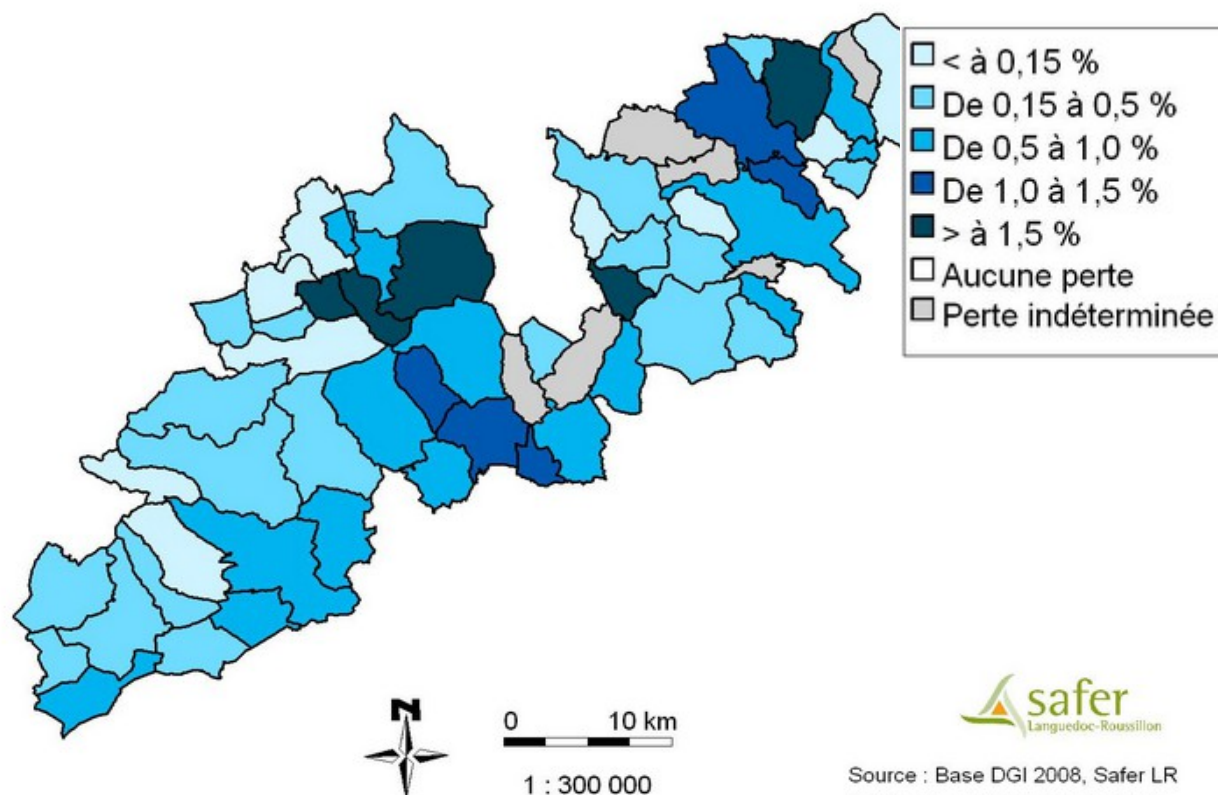 < à 0,15 %
De 0,15 à 0,5 %
De 0,5 à 1,0 %
De 1,0 à 1,5 %
> à 1,5 %
Aucune perte
Perte indéterminée
N
0 10 km
1 : 300 000
safer
Languedoc-Roussillon
Source : Base DGI 2008, Safer LR